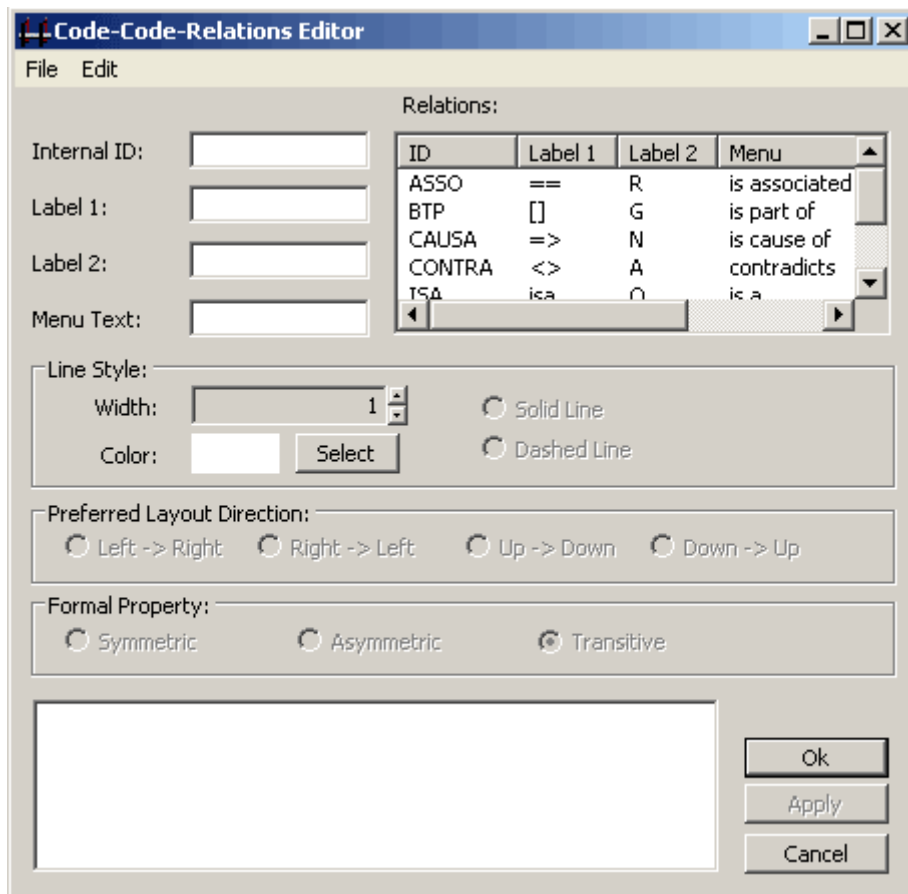 Code-Code-Relations Editor
File Edit
Relations:
Internal ID:
Label 1:
Label 2:
Menu Text:
ID Label 1 Label 2 Menu
ASSO == R is associated
BTP [] G is part of
CAUSA => N is cause of
CONTRA <> A contradicts
ISA isa O is a
Line Style:
Width: 1
Solid Line
Color: Select
Dashed Line
Preferred Layout Direction:
Left -> Right Right -> Left Up -> Down Down -> Up
Formal Property:
Symmetric Asymmetric Transitive
Ok
Apply
Cancel